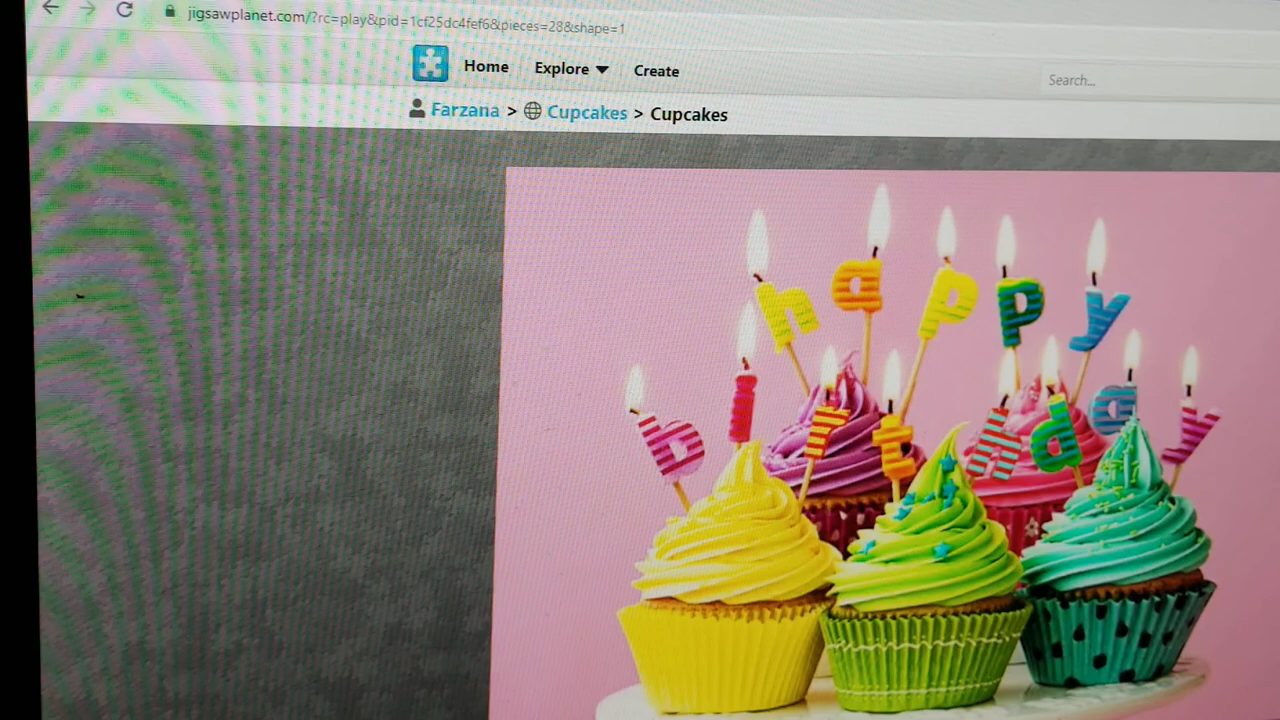 jigsawplanet.com/?rc=play&pid=1cf25dc4fef6&pieces=28&shape=1
Home Explore Create Search...
Farzana > Cupcakes > Cupcakes
happy
birthday